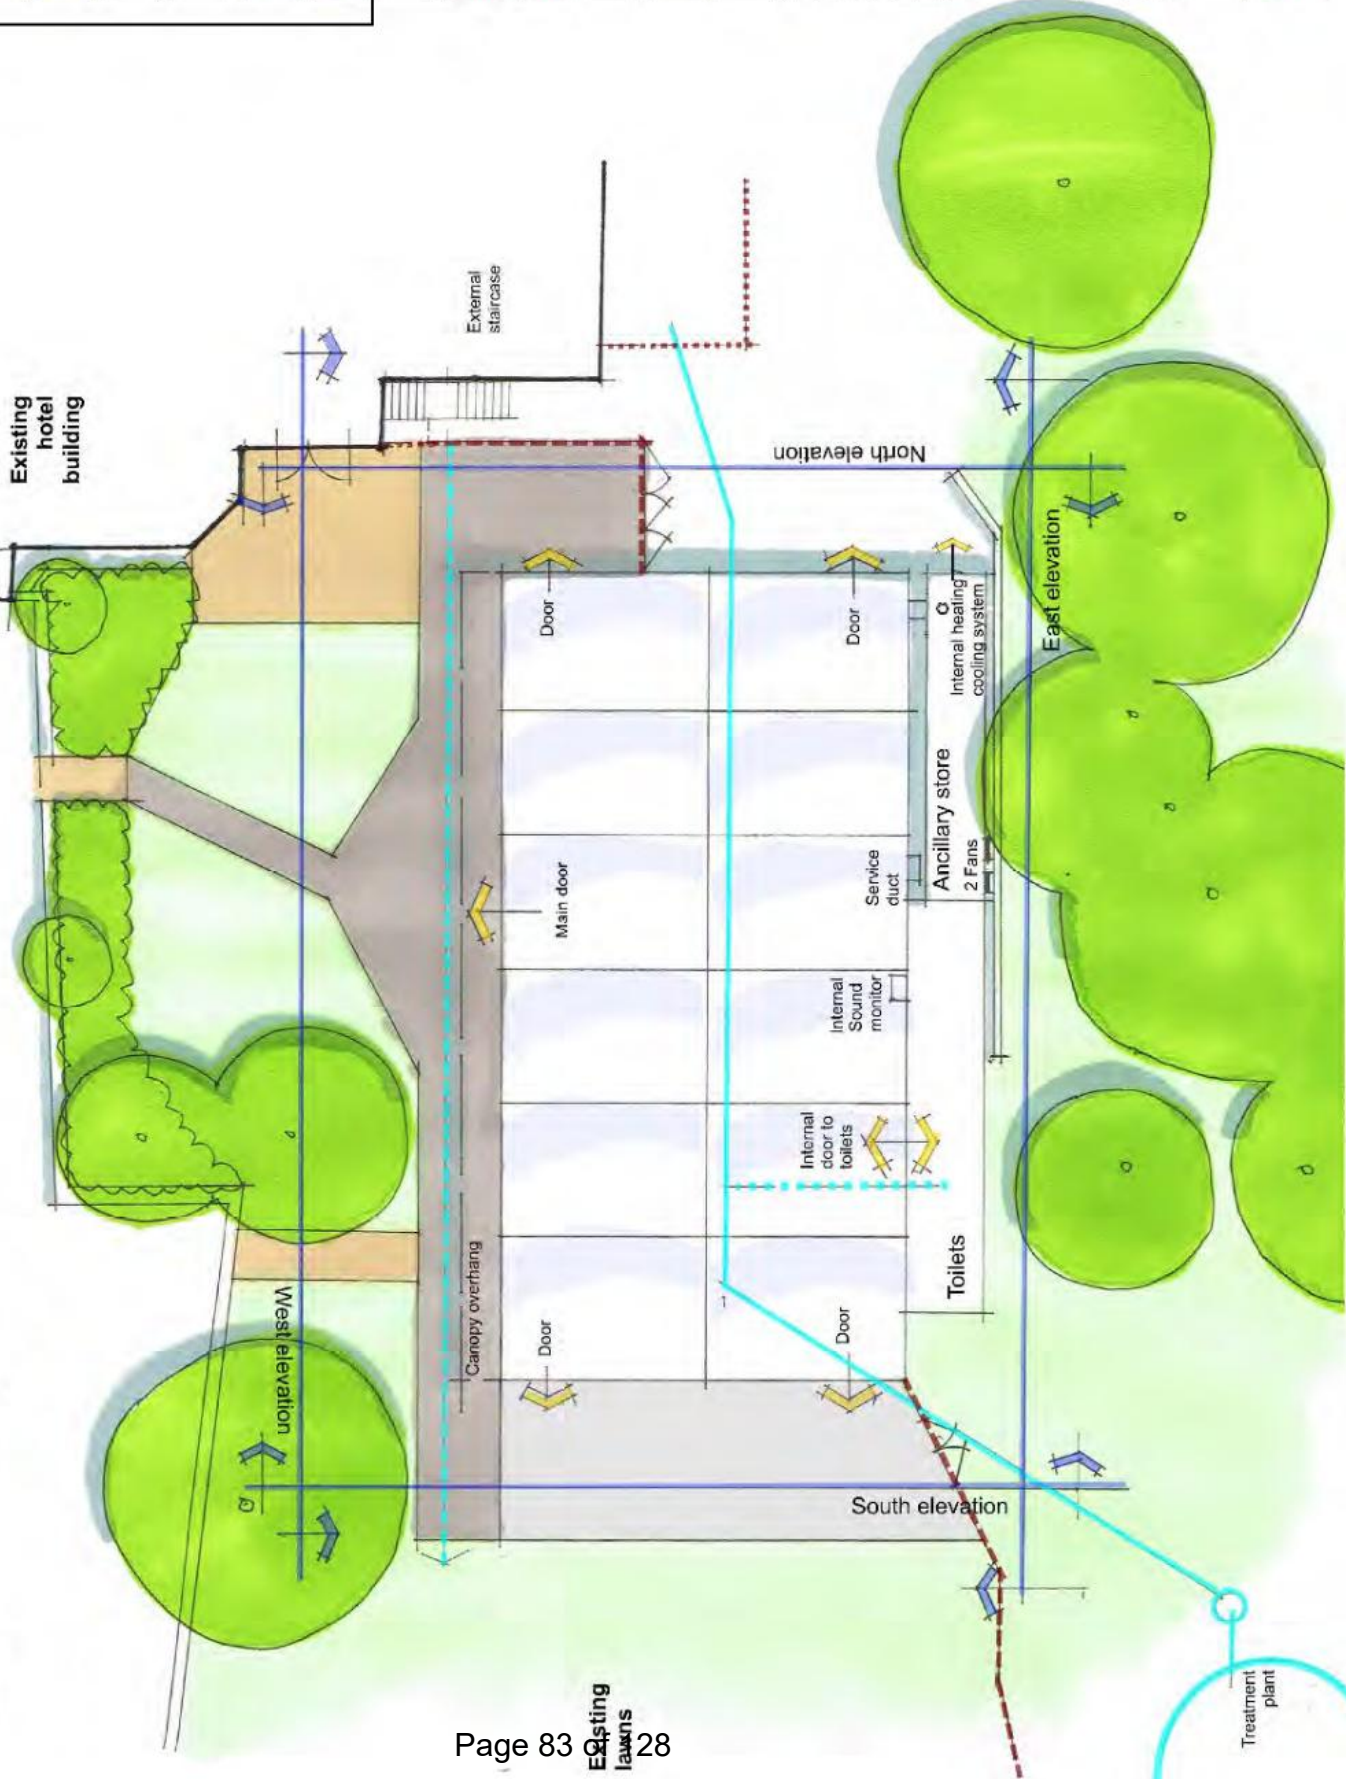 Existing
hotel
building
External
staircase
North elevation
East elevation
Door
Door
Internal heating/
cooling system
Main door
Service
duct
Ancillary store
2 Fans
Internal
Sound
monitor
Internal
door to
toilets
Toilets
Canopy overhang
West elevation
Door
Door
South elevation
Existing
lawns
Treatment
plant
Page 83 of 128